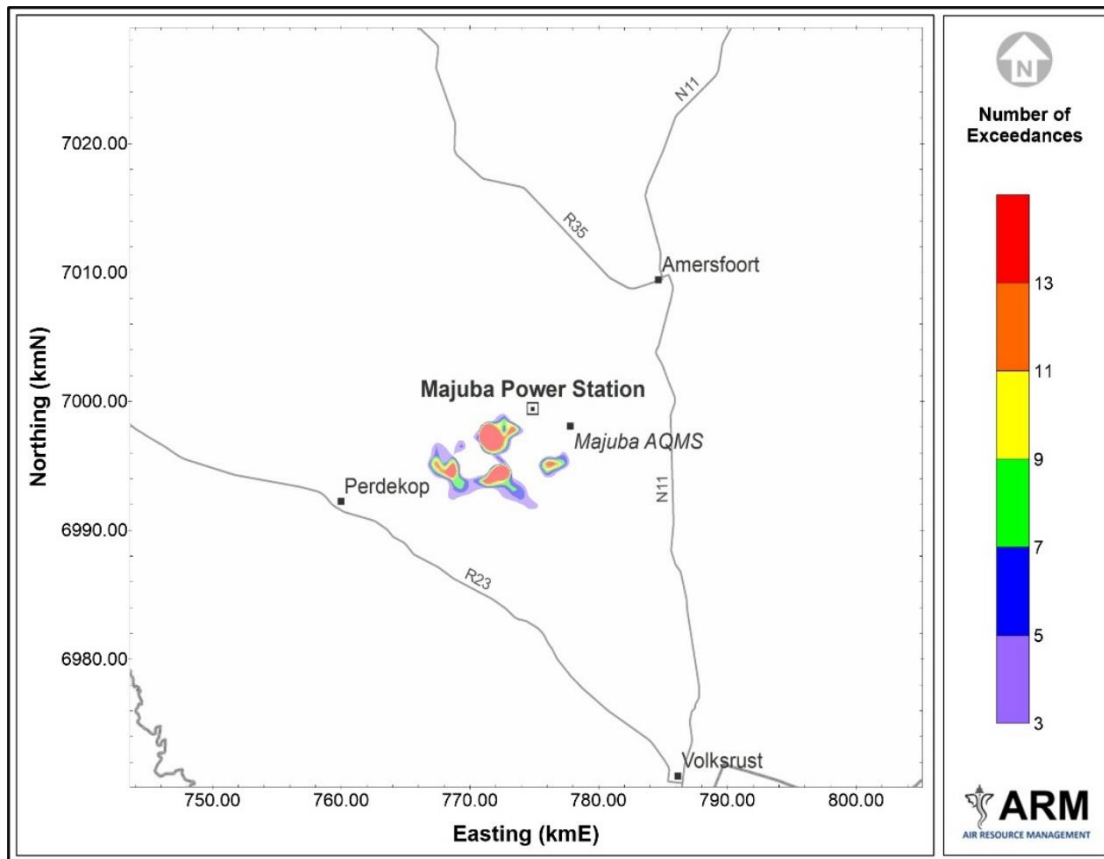 N11
7020.00
R35
Amersfoort
7010.00
7000.00
Majuba Power Station
Majuba AQMS
Northing (kmN)
Perdekop
N11
6990.00
R23
6980.00
Volksrust
750.00
760.00
770.00
780.00
790.00
800.00
Easting (kmE)
N
Number of
Exceedances
13
11
9
7
5
3
ARM
AIR RESOURCE MANAGEMENT